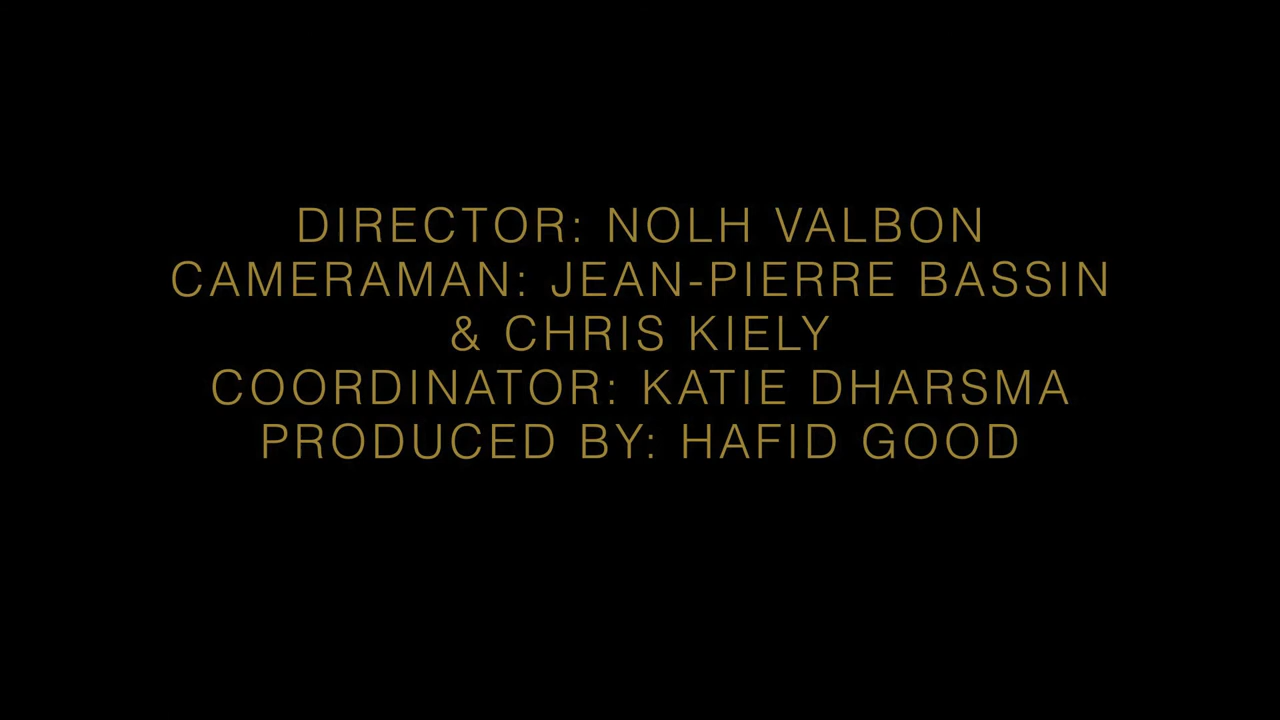 DIRECTOR: NOLH VALBON
CAMERAMAN: JEAN-PIERRE BASSIN
& CHRIS KIELY
COORDINATOR: KATIE DHARSMA
PRODUCED BY: HAFID GOOD